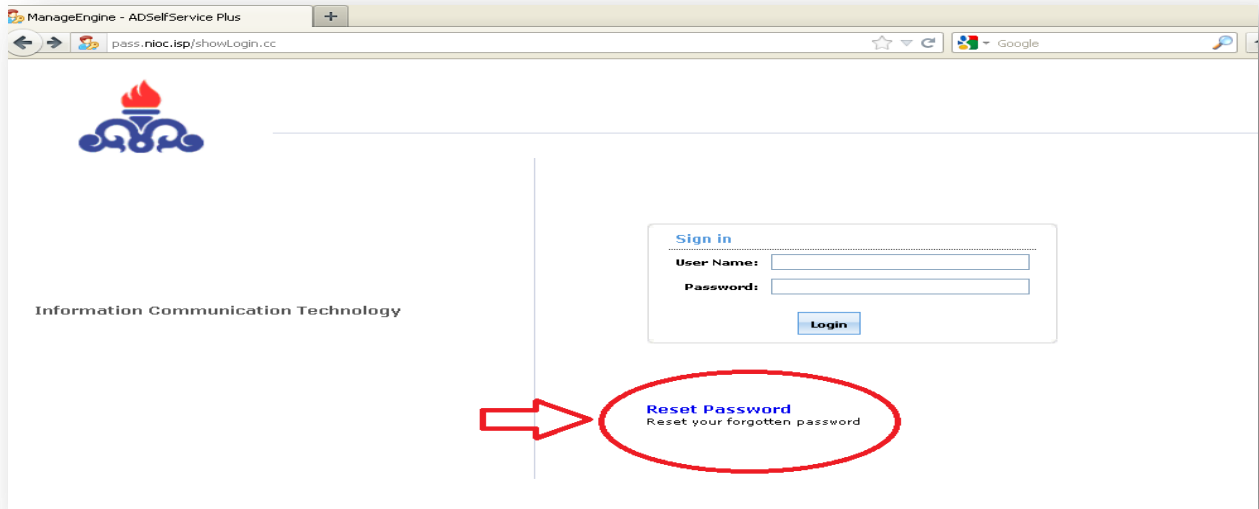 ManageEngine - ADSelfService Plus
pass.nioc.isp/showLogin.cc
Google
Sign in
User Name:
Password:
Information Communication Technology
Login
Reset Password
Reset your forgotten password